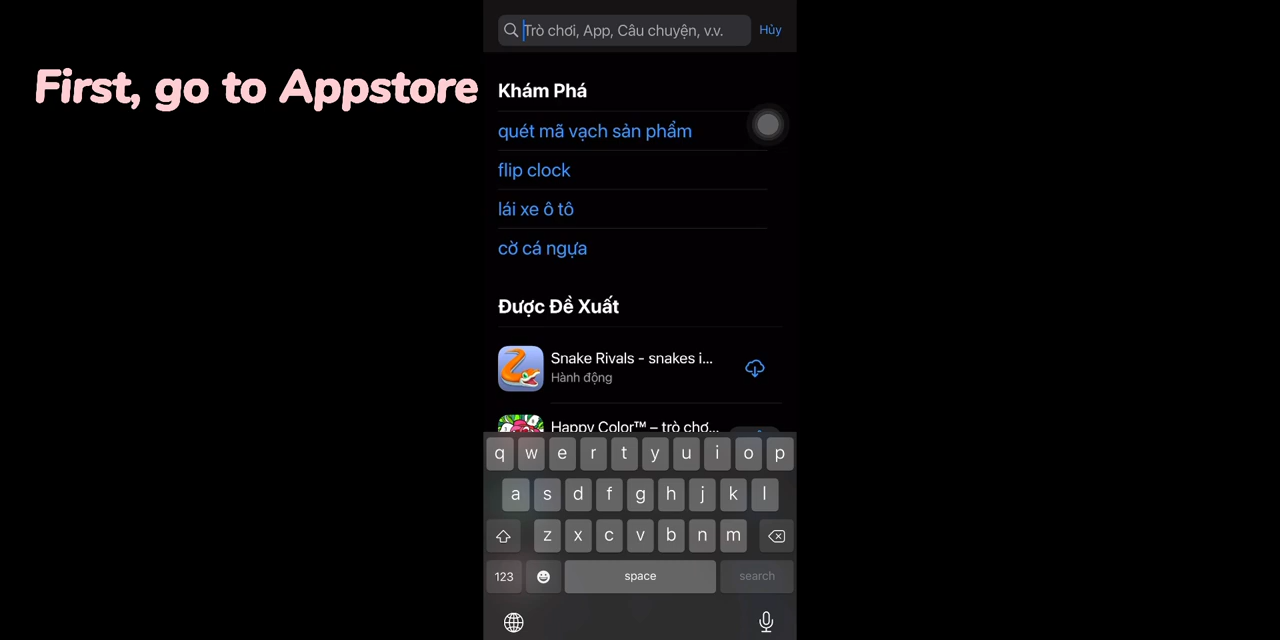 First, go to Appstore
Trò chơi, App, Câu chuyện, v.v.
Hủy
Khám Phá
quét mã vạch sản phẩm
flip clock
lái xe ô tô
cờ cá ngựa
Được Đề Xuất
Snake Rivals - snakes i...
Hành động
Happy Color™ – trò chơ...
q w e r t y u i o p
a s d f g h j k l
z x c v b n m
123 space search